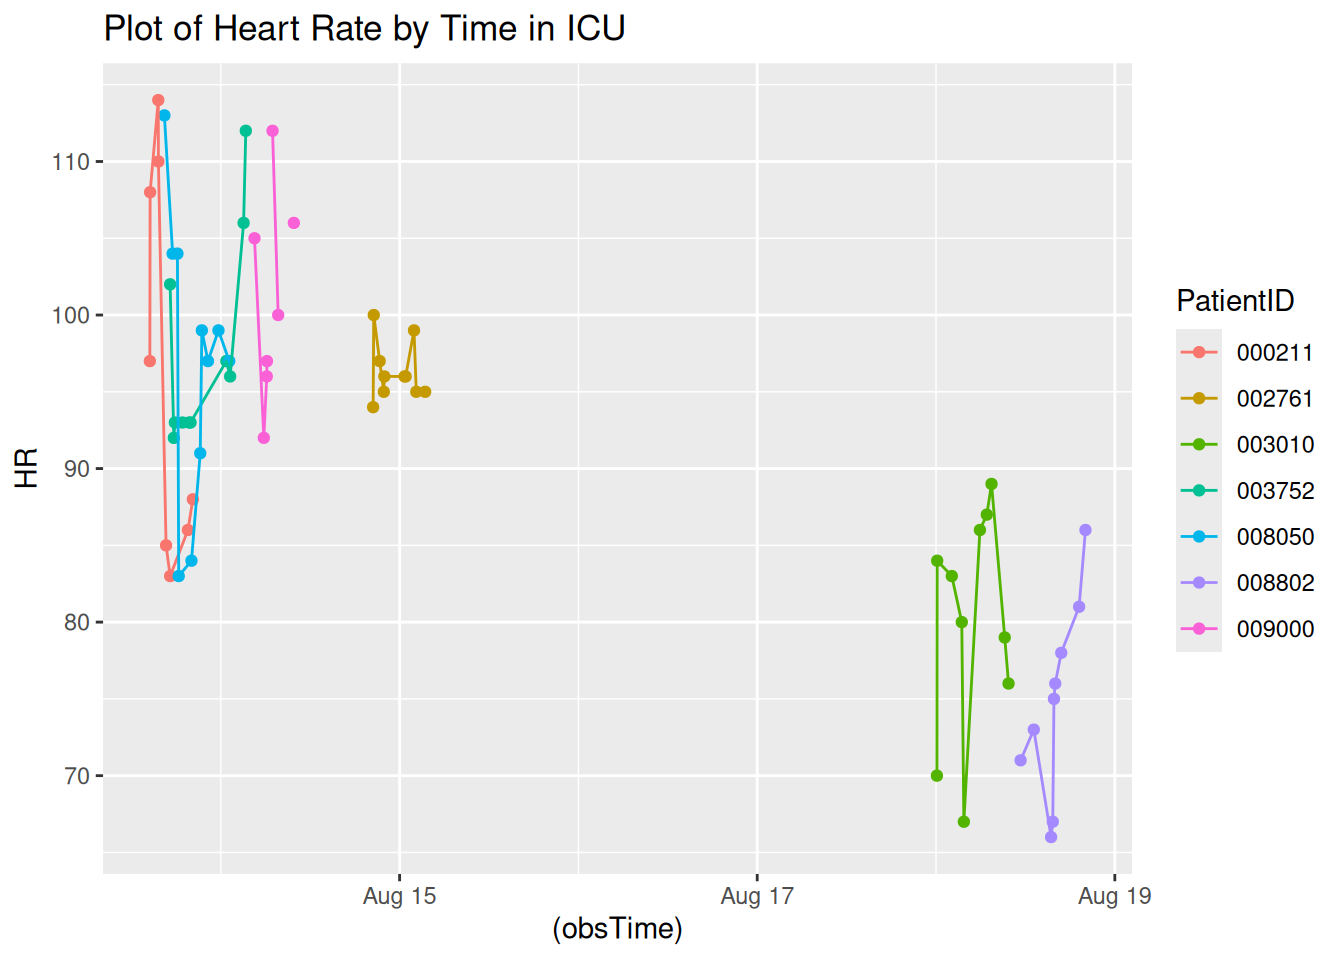 Plot of Heart Rate by Time in ICU
HR
110
100
90
80
70
Aug 15
Aug 17
Aug 19
(obsTime)
PatientID
000211
002761
003010
003752
008050
008802
009000